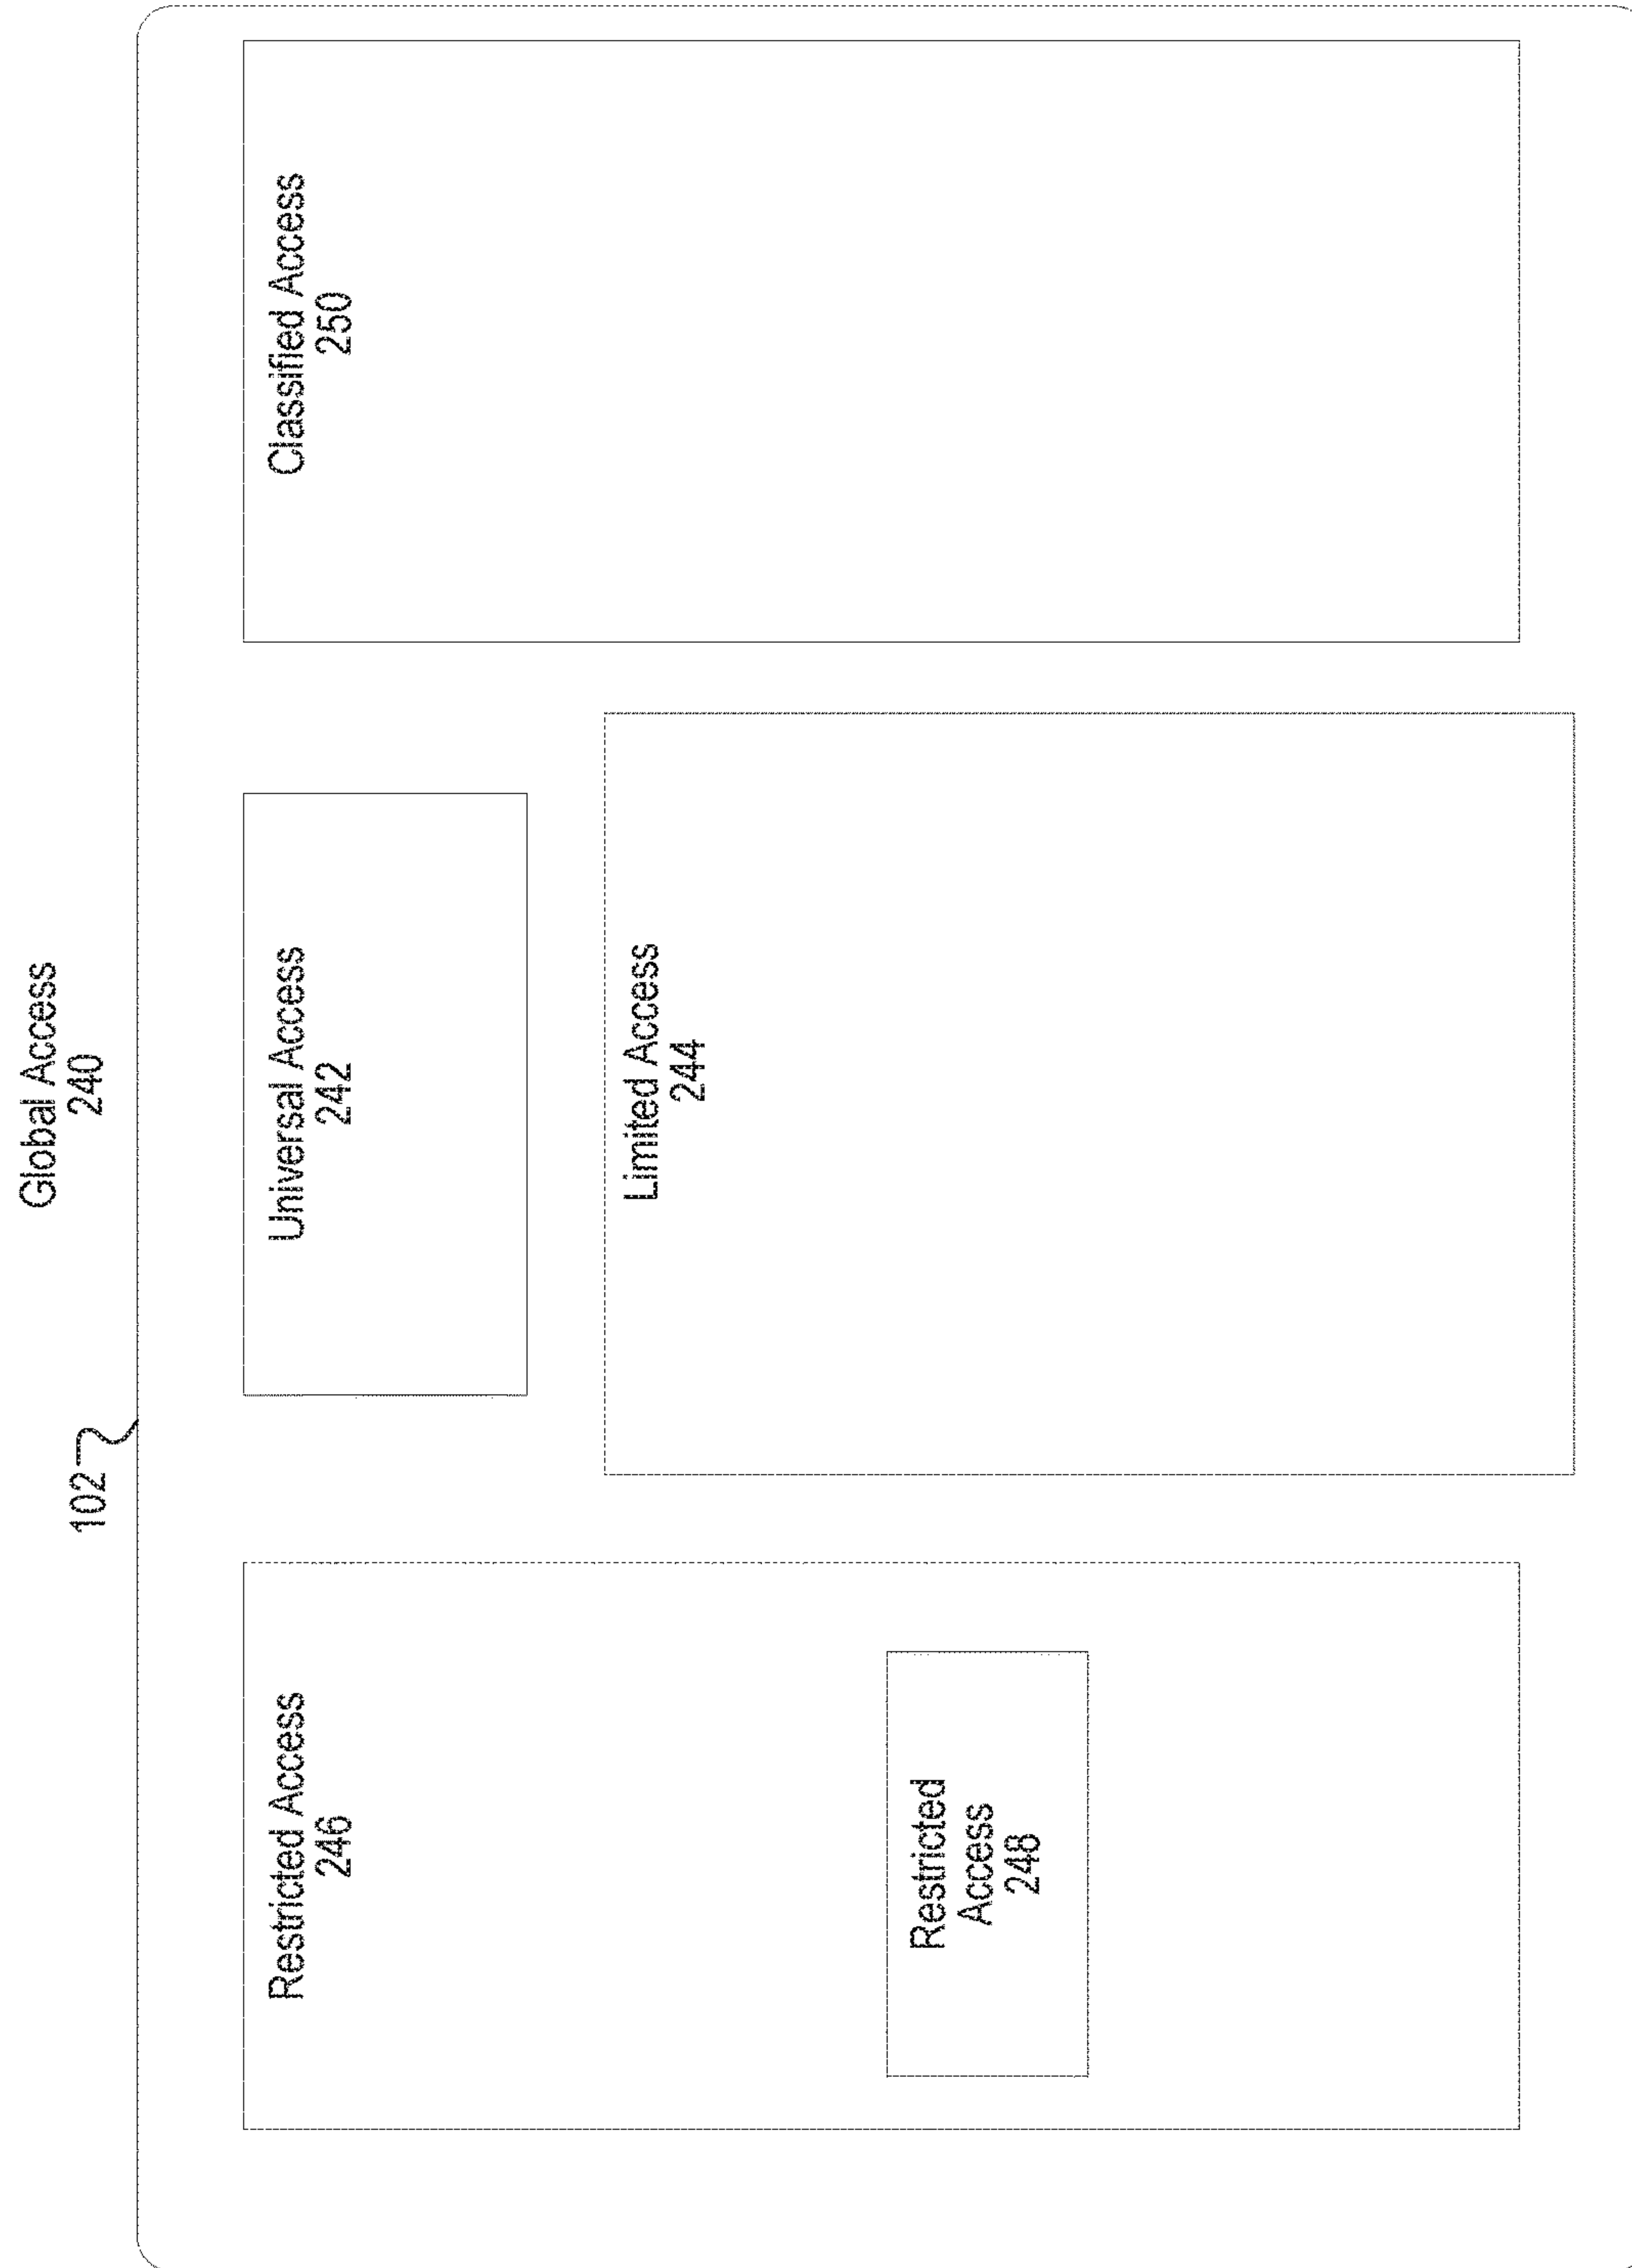 Global Access
240
102
Restricted Access
246
Restricted
Access
248
Universal Access
242
Limited Access
244
Classified Access
250